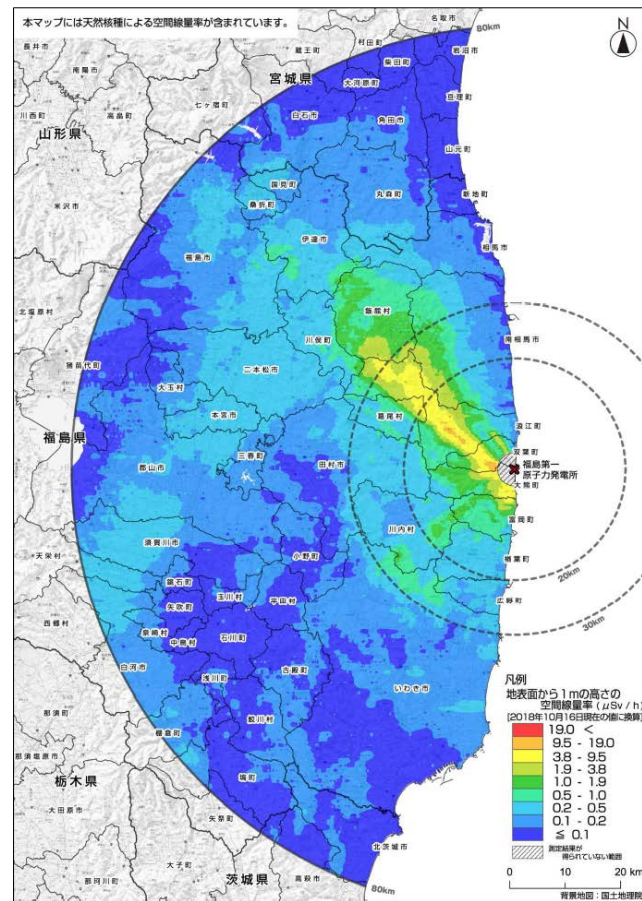 本マップには天然核種による空間線量率が含まれています。
N
80km
名取市
村田町
岩沼市
蔵王町
柴田町
長井市
南陽市
宮城県
大河原町
亘理町
川西町
高畠町
七ヶ宿町
白石市
角田市
山形県
山元町
米沢市
国見町
丸森町
新地町
桑折町
相馬市
伊達市
福島市
飯舘村
北塩原村
川俣町
南相馬市
猪苗代町
二本松市
大玉村
本宮市
葛尾村
浪江町
福島県
三春町
双葉町
郡山市
田村市
福島第一
原子力発電所
大熊町
川内村
富岡町
須賀川市
天栄村
小野町
楢葉町
鏡石町
玉川村
20km
矢吹町
平田村
広野町
西郷村
泉崎村
石川町
30km
中島村
古殿町
白河市
浅川町
いわき市
那須町
鮫川村
棚倉町
那須塩原市
塙町
栃木県
大田原市
矢祭町
北茨城市
大子町
那珂川町
茨城県
高萩市
80km
凡例
地表面から1mの高さの
空間線量率(μSv/h)
[2018年10月16日現在の値に換算]
19.0 <
9.5 - 19.0
3.8 - 9.5
1.9 - 3.8
1.0 - 1.9
0.5 - 1.0
0.2 - 0.5
0.1 - 0.2
≦ 0.1
測定結果が
得られていない範囲
0 10 20 km
背景地図:国土地理院